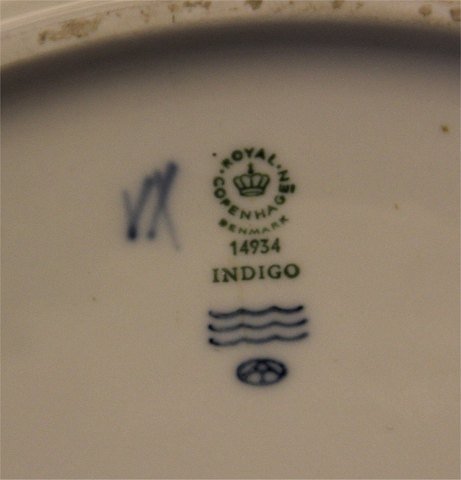 ROYAL COPENHAGEN
DENMARK
14934
INDIGO